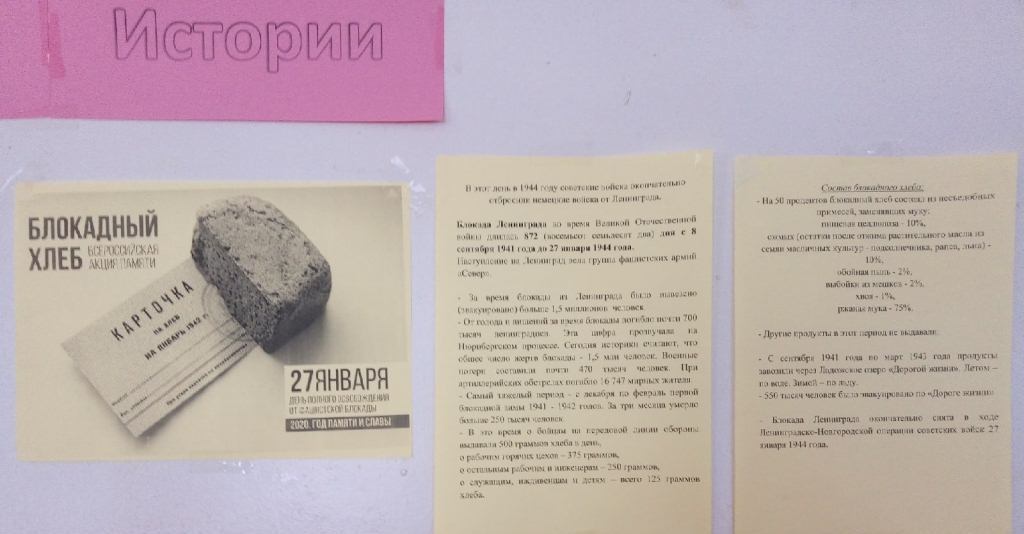 Истории
БЛОКАДНЫЙ
ХЛЕБ ВСЕРОССИЙСКАЯ
АКЦИЯ ПАМЯТИ
КАРТОЧКА
НА ХЛЕБ
НА ЯНВАРЬ 1942 г.
27 ЯНВАРЯ
ДЕНЬ ПОЛНОГО ОСВОБОЖДЕНИЯ
ОТ ФАШИСТСКОЙ БЛОКАДЫ
2020. ГОД ПАМЯТИ И СЛАВЫ
В этот день в 1944 году советские войска окончательно
отбросили немецкие войска от Ленинграда.
Блокада Ленинграда во время Великой Отечественной
войны длилась 872 (восемьсот семьдесят два) дня с 8
сентября 1941 года до 27 января 1944 года.
Наступление на Ленинград вела группа фашистских армий
«Север».
- За время блокады из Ленинграда было вывезено
(эвакуировано) больше 1,5 миллионов человек
- От голода и лишений за время блокады погибло почти 700
тысяч ленинградцев. Эта цифра прозвучала на
Нюрнбергском процессе. Сегодня историки считают, что
общее число жертв блокады - 1,5 млн человек. Военные
потери составили почти 470 тысяч человек. При
артиллерийских обстрелах погибло 16 747 мирных жителя.
- Самый тяжелый период - с декабря по февраль первой
блокадной зимы 1941 - 1942 годов. За три месяца умерло
больше 250 тысяч человек.
- В это время о бойцам на передовой линии обороны
выдавали 500 граммов хлеба в день,
о рабочим горячих цехов – 375 граммов,
о остальным рабочим и инженерам – 250 граммов,
о служащим, иждивенцам и детям – всего 125 граммов
хлеба.
Состав блокадного хлеба:
- На 50 процентов блокадный хлеб состоял из несъедобных
примесей, заменявших муку:
пищевая целлюлоза - 10%,
жмых (остатки после отжима растительного масла из
семян масличных культур - подсолнечника, рапса, льна) -
10%,
обойная пыль - 2%,
выбойки из мешков - 2%,
хвоя - 1%,
ржаная мука - 75%.
- Другие продукты в этот период не выдавали.
- С сентября 1941 года по март 1943 года продукты
завозили через Ладожское озеро «Дорогой жизни». Летом –
по воде. Зимой – по льду.
- 550 тысяч человек было эвакуировано по «Дороге жизни»
- Блокада Ленинграда окончательно снята в ходе
Ленинградско-Новгородской операции советских войск 27
января 1944 года.